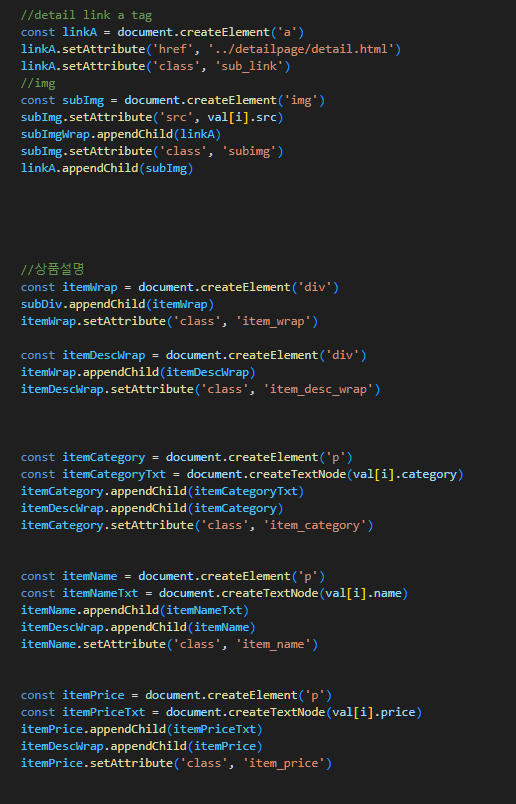 //detail link a tag
const linkA = document.createElement('a')
linkA.setAttribute('href', '../detailpage/detail.html')
linkA.setAttribute('class', 'sub_link')
//img
const subImg = document.createElement('img')
subImg.setAttribute('src', val[i].src)
subImgWrap.appendChild(linkA)
subImg.setAttribute('class', 'subimg')
linkA.appendChild(subImg)
//상품설명
const itemWrap = document.createElement('div')
subDiv.appendChild(itemWrap)
itemWrap.setAttribute('class', 'item_wrap')
const itemDescWrap = document.createElement('div')
itemWrap.appendChild(itemDescWrap)
itemDescWrap.setAttribute('class', 'item_desc_wrap')
const itemCategory = document.createElement('p')
const itemCategoryTxt = document.createTextNode(val[i].category)
itemCategory.appendChild(itemCategoryTxt)
itemDescWrap.appendChild(itemCategory)
itemCategory.setAttribute('class', 'item_category')
const itemName = document.createElement('p')
const itemNameTxt = document.createTextNode(val[i].name)
itemName.appendChild(itemNameTxt)
itemDescWrap.appendChild(itemName)
itemName.setAttribute('class', 'item_name')
const itemPrice = document.createElement('p')
const itemPriceTxt = document.createTextNode(val[i].price)
itemPrice.appendChild(itemPriceTxt)
itemDescWrap.appendChild(itemPrice)
itemPrice.setAttribute('class', 'item_price')